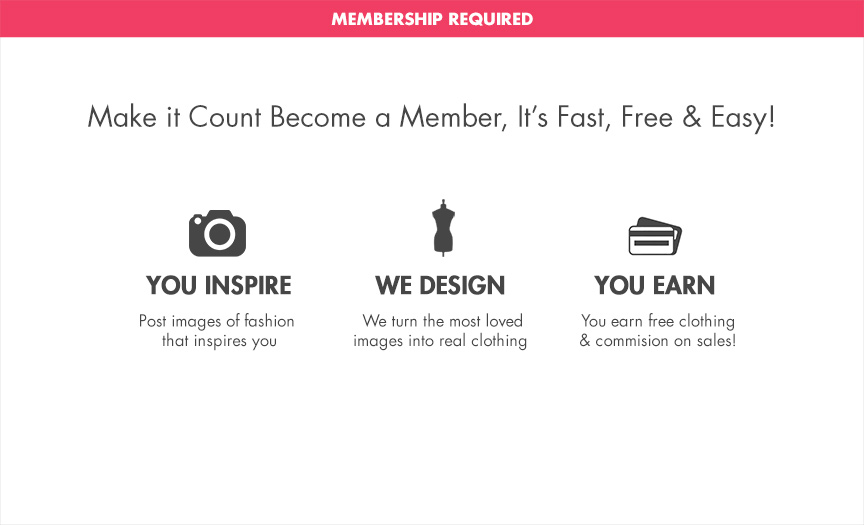 MEMBERSHIP REQUIRED
Make it Count Become a Member, It’s Fast, Free & Easy!
YOU INSPIRE
Post images of fashion
that inspires you
WE DESIGN
We turn the most loved
images into real clothing
YOU EARN
You earn free clothing
& commision on sales!